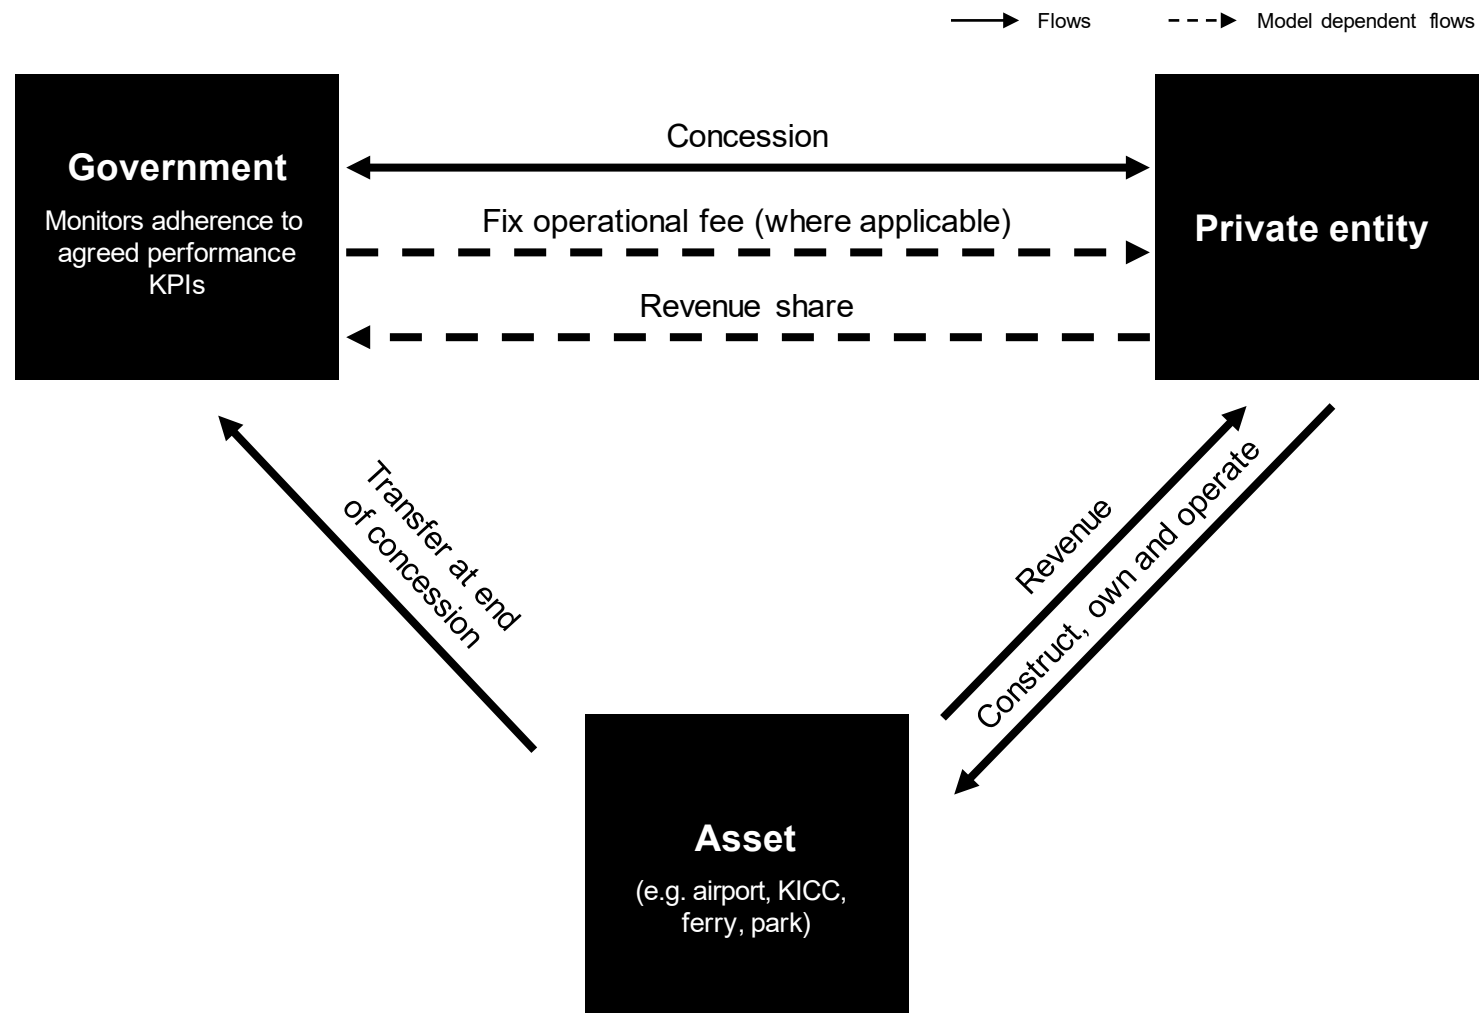 Flows
Model dependent flows
Government
Monitors adherence to
agreed performance
KPIs
Concession
Fix operational fee (where applicable)
Revenue share
Private entity
Transfer at end
of concession
Revenue
Construct, own and operate
Asset
(e.g. airport, KICC,
ferry, park)